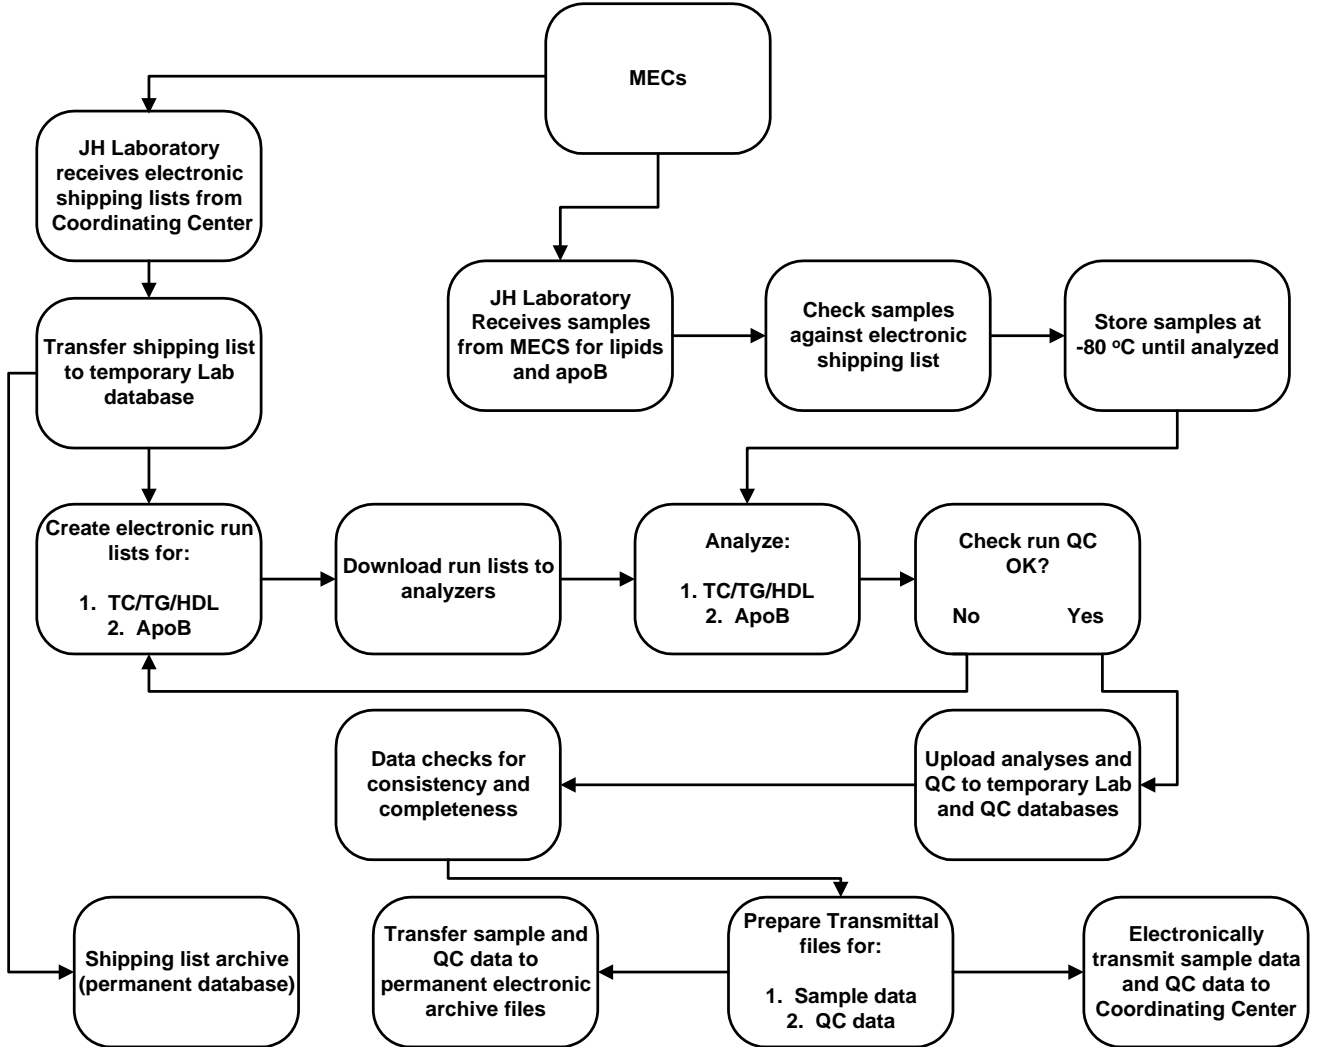 MECs
JH Laboratory
receives electronic
shipping lists from
Coordinating Center
JH Laboratory
Receives samples
from MECS for lipids
and apoB
Check samples
against electronic
shipping list
Store samples at
-80 ºC until analyzed
Transfer shipping list
to temporary Lab
database
Create electronic run
lists for:
1. TC/TG/HDL
2. ApoB
Download run lists to
analyzers
Analyze:
1. TC/TG/HDL
2. ApoB
Check run QC
OK?
No Yes
Data checks for
consistency and
completeness
Upload analyses and
QC to temporary Lab
and QC databases
Shipping list archive
(permanent database)
Transfer sample and
QC data to
permanent electronic
archive files
Prepare Transmittal
files for:
1. Sample data
2. QC data
Electronically
transmit sample data
and QC data to
Coordinating Center